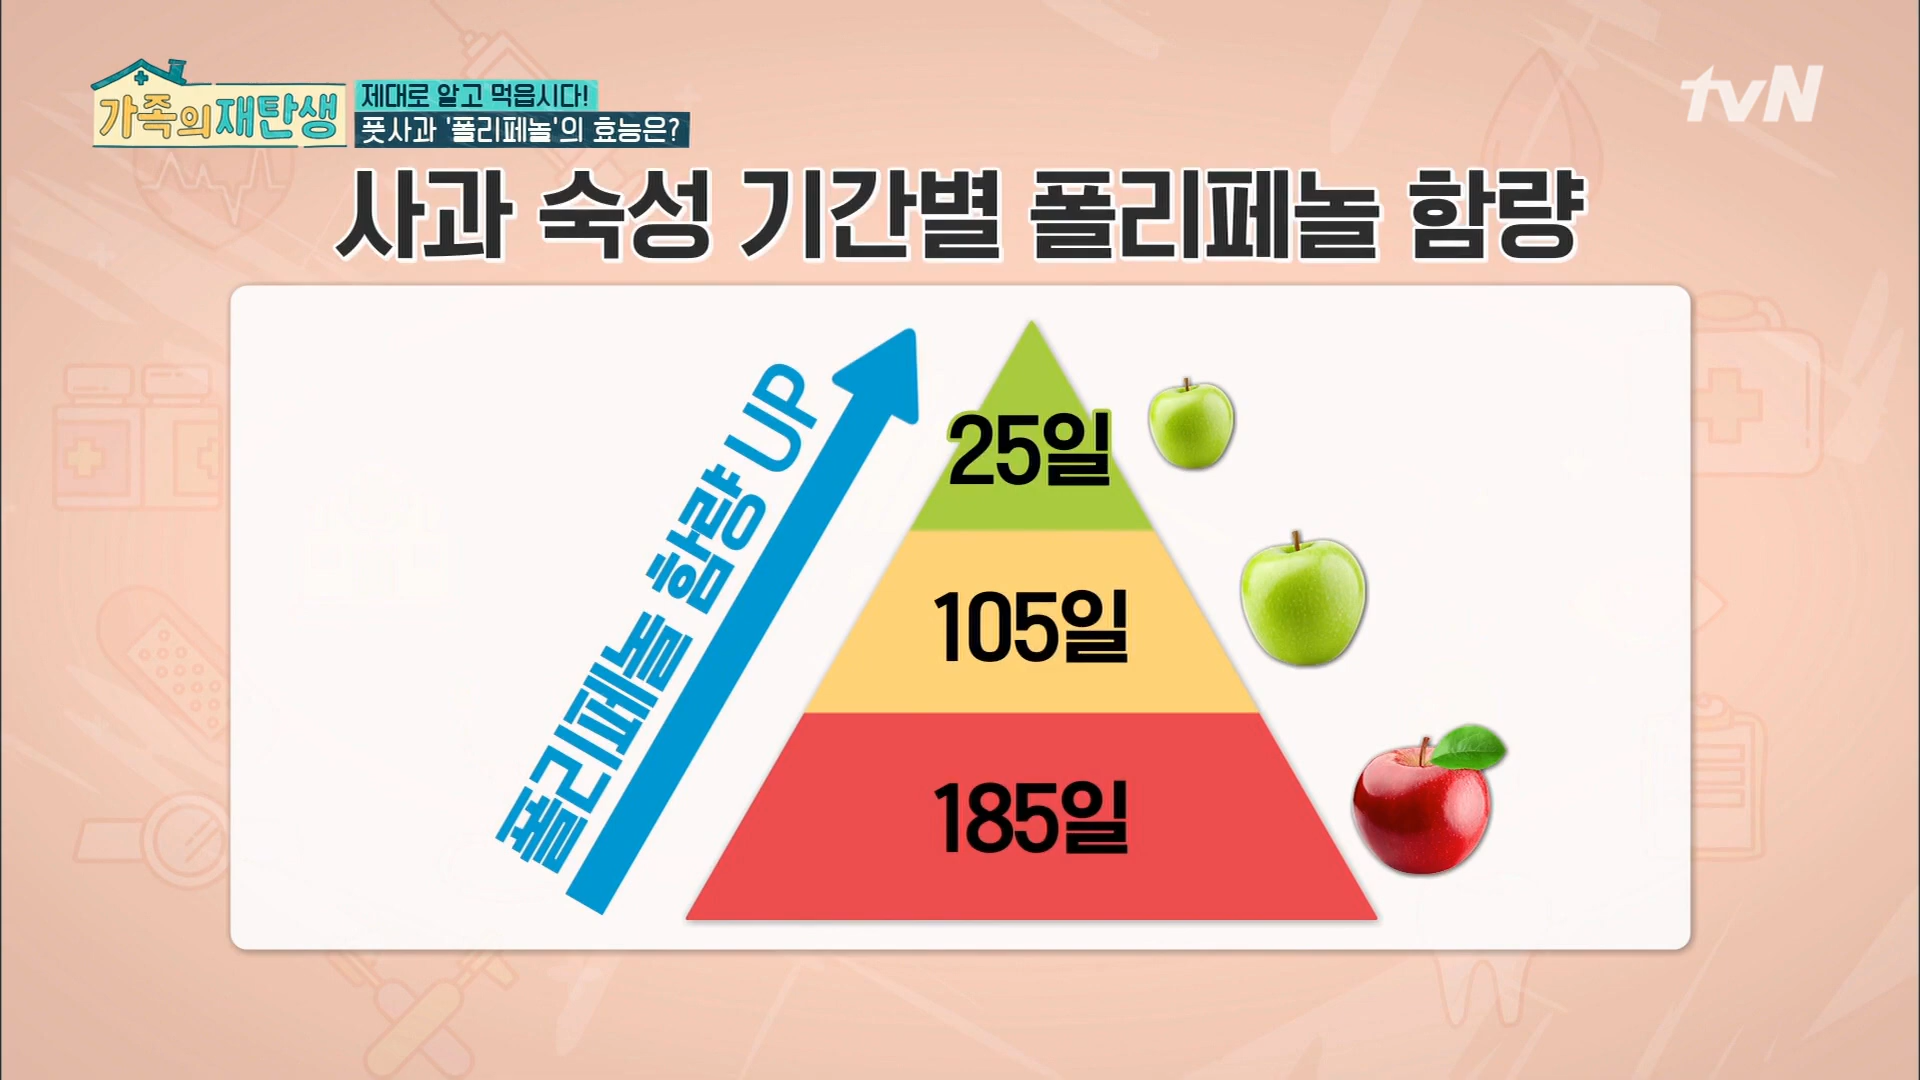 가족의 재탄생
제대로 알고 먹읍시다!
풋사과 '폴리페놀'의 효능은?
tvN
사과 숙성 기간별 폴리페놀 함량
폴리페놀 함량 UP
25일
105일
185일